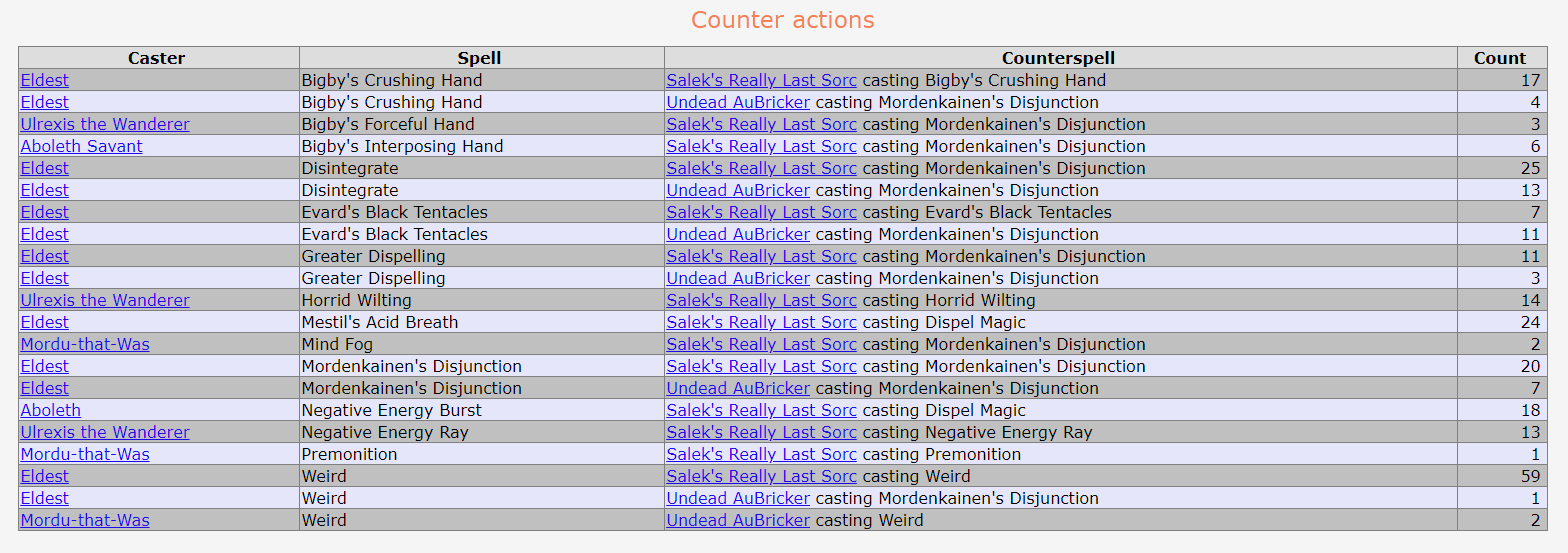 Counter actions
Caster Spell Counterspell Count
Eldest Bigby's Crushing Hand Salek's Really Last Sorc casting Bigby's Crushing Hand 17
Eldest Bigby's Crushing Hand Undead AuBricker casting Mordenkainen's Disjunction 4
Ulrexis the Wanderer Bigby's Forceful Hand Salek's Really Last Sorc casting Mordenkainen's Disjunction 3
Aboleth Savant Bigby's Interposing Hand Salek's Really Last Sorc casting Mordenkainen's Disjunction 6
Eldest Disintegrate Salek's Really Last Sorc casting Mordenkainen's Disjunction 25
Eldest Disintegrate Undead AuBricker casting Mordenkainen's Disjunction 13
Eldest Evard's Black Tentacles Salek's Really Last Sorc casting Evard's Black Tentacles 7
Eldest Evard's Black Tentacles Undead AuBricker casting Mordenkainen's Disjunction 11
Eldest Greater Dispelling Salek's Really Last Sorc casting Mordenkainen's Disjunction 11
Eldest Greater Dispelling Undead AuBricker casting Mordenkainen's Disjunction 3
Ulrexis the Wanderer Horrid Wilting Salek's Really Last Sorc casting Horrid Wilting 14
Eldest Mestil's Acid Breath Salek's Really Last Sorc casting Dispel Magic 24
Mordu-that-Was Mind Fog Salek's Really Last Sorc casting Mordenkainen's Disjunction 2
Eldest Mordenkainen's Disjunction Salek's Really Last Sorc casting Mordenkainen's Disjunction 20
Eldest Mordenkainen's Disjunction Undead AuBricker casting Mordenkainen's Disjunction 7
Aboleth Negative Energy Burst Salek's Really Last Sorc casting Dispel Magic 18
Ulrexis the Wanderer Negative Energy Ray Salek's Really Last Sorc casting Negative Energy Ray 13
Mordu-that-Was Premonition Salek's Really Last Sorc casting Premonition 1
Eldest Weird Salek's Really Last Sorc casting Weird 59
Eldest Weird Undead AuBricker casting Mordenkainen's Disjunction 1
Mordu-that-Was Weird Undead AuBricker casting Weird 2